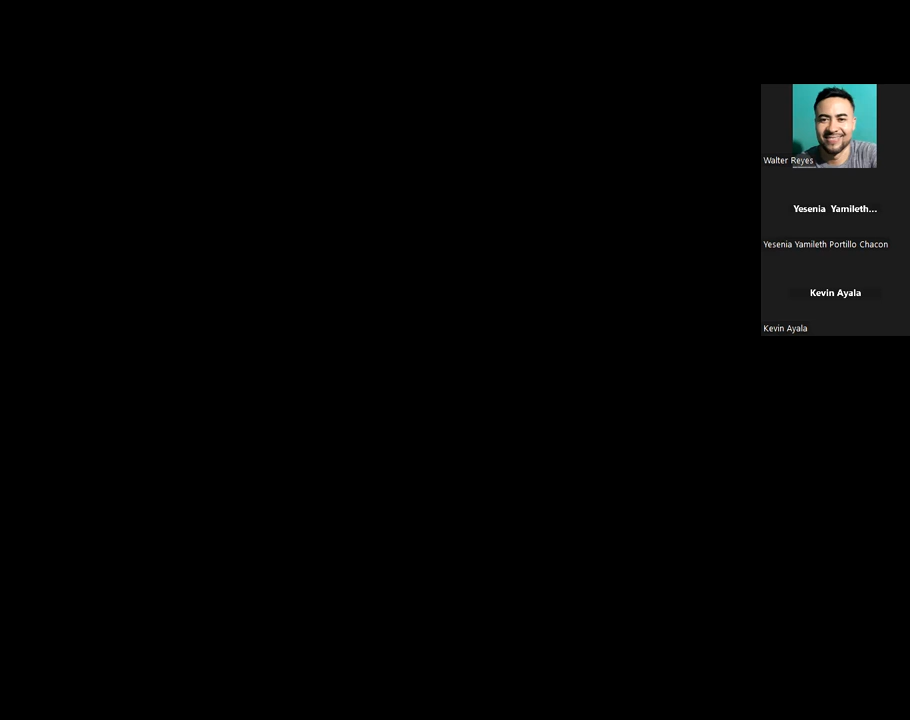 Walter Reyes
Yesenia Yamileth...
Yesenia Yamileth Portillo Chacon
Kevin Ayala
Kevin Ayala